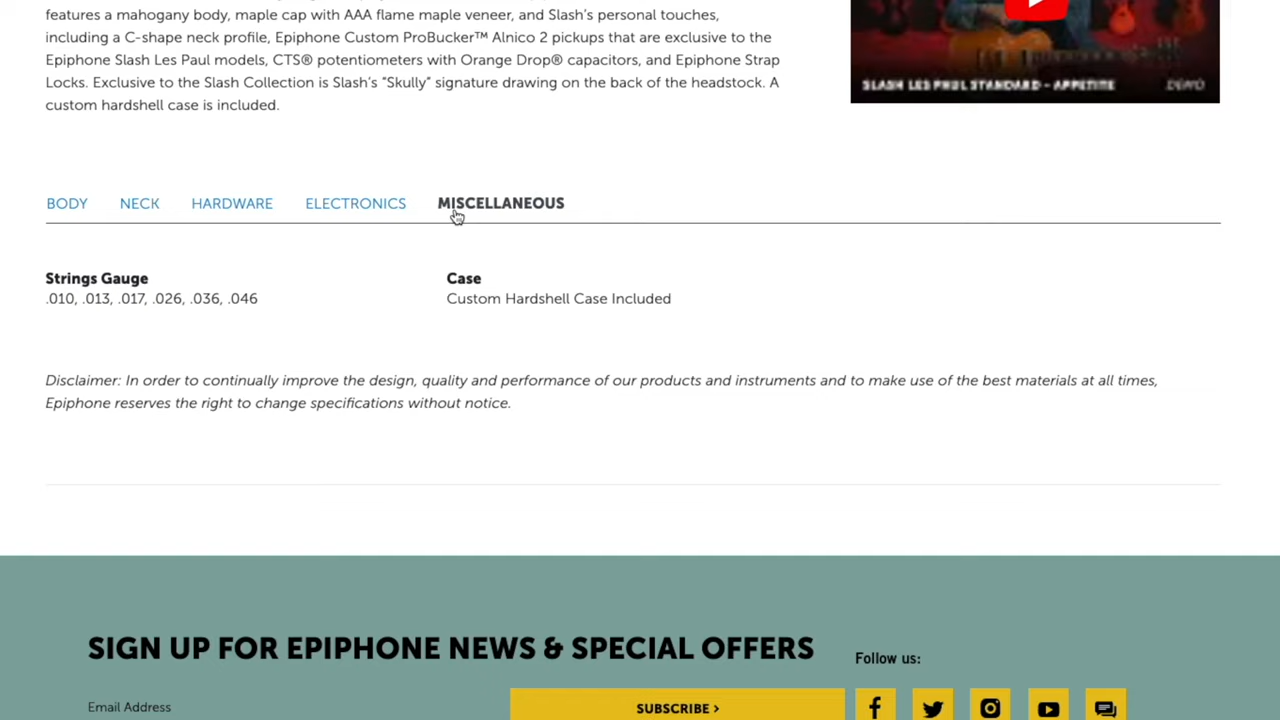 features a mahogany body, maple cap with AAA flame maple veneer, and Slash's personal touches,
including a C-shape neck profile, Epiphone Custom ProBucker™ Alnico 2 pickups that are exclusive to the
Epiphone Slash Les Paul models, CTS® potentiometers with Orange Drop® capacitors, and Epiphone Strap
Locks. Exclusive to the Slash Collection is Slash's "Skully" signature drawing on the back of the headstock. A
custom hardshell case is included.
SLASH LES PAUL STANDARD - APPETITE DEMO
BODY NECK HARDWARE ELECTRONICS MISCELLANEOUS
Strings Gauge
.010, .013, .017, .026, .036, .046
Case
Custom Hardshell Case Included
Disclaimer: In order to continually improve the design, quality and performance of our products and instruments and to make use of the best materials at all times,
Epiphone reserves the right to change specifications without notice.
SIGN UP FOR EPIPHONE NEWS & SPECIAL OFFERS
Follow us:
Email Address
SUBSCRIBE >